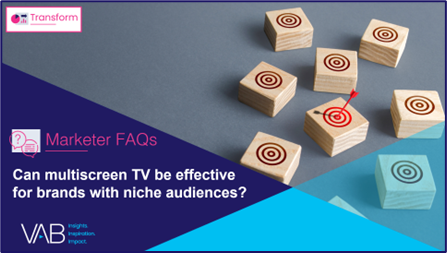 Transform
Marketer FAQs
Can multiscreen TV be effective
for brands with niche audiences?
VAB
Insights.
Inspiration.
Impact.